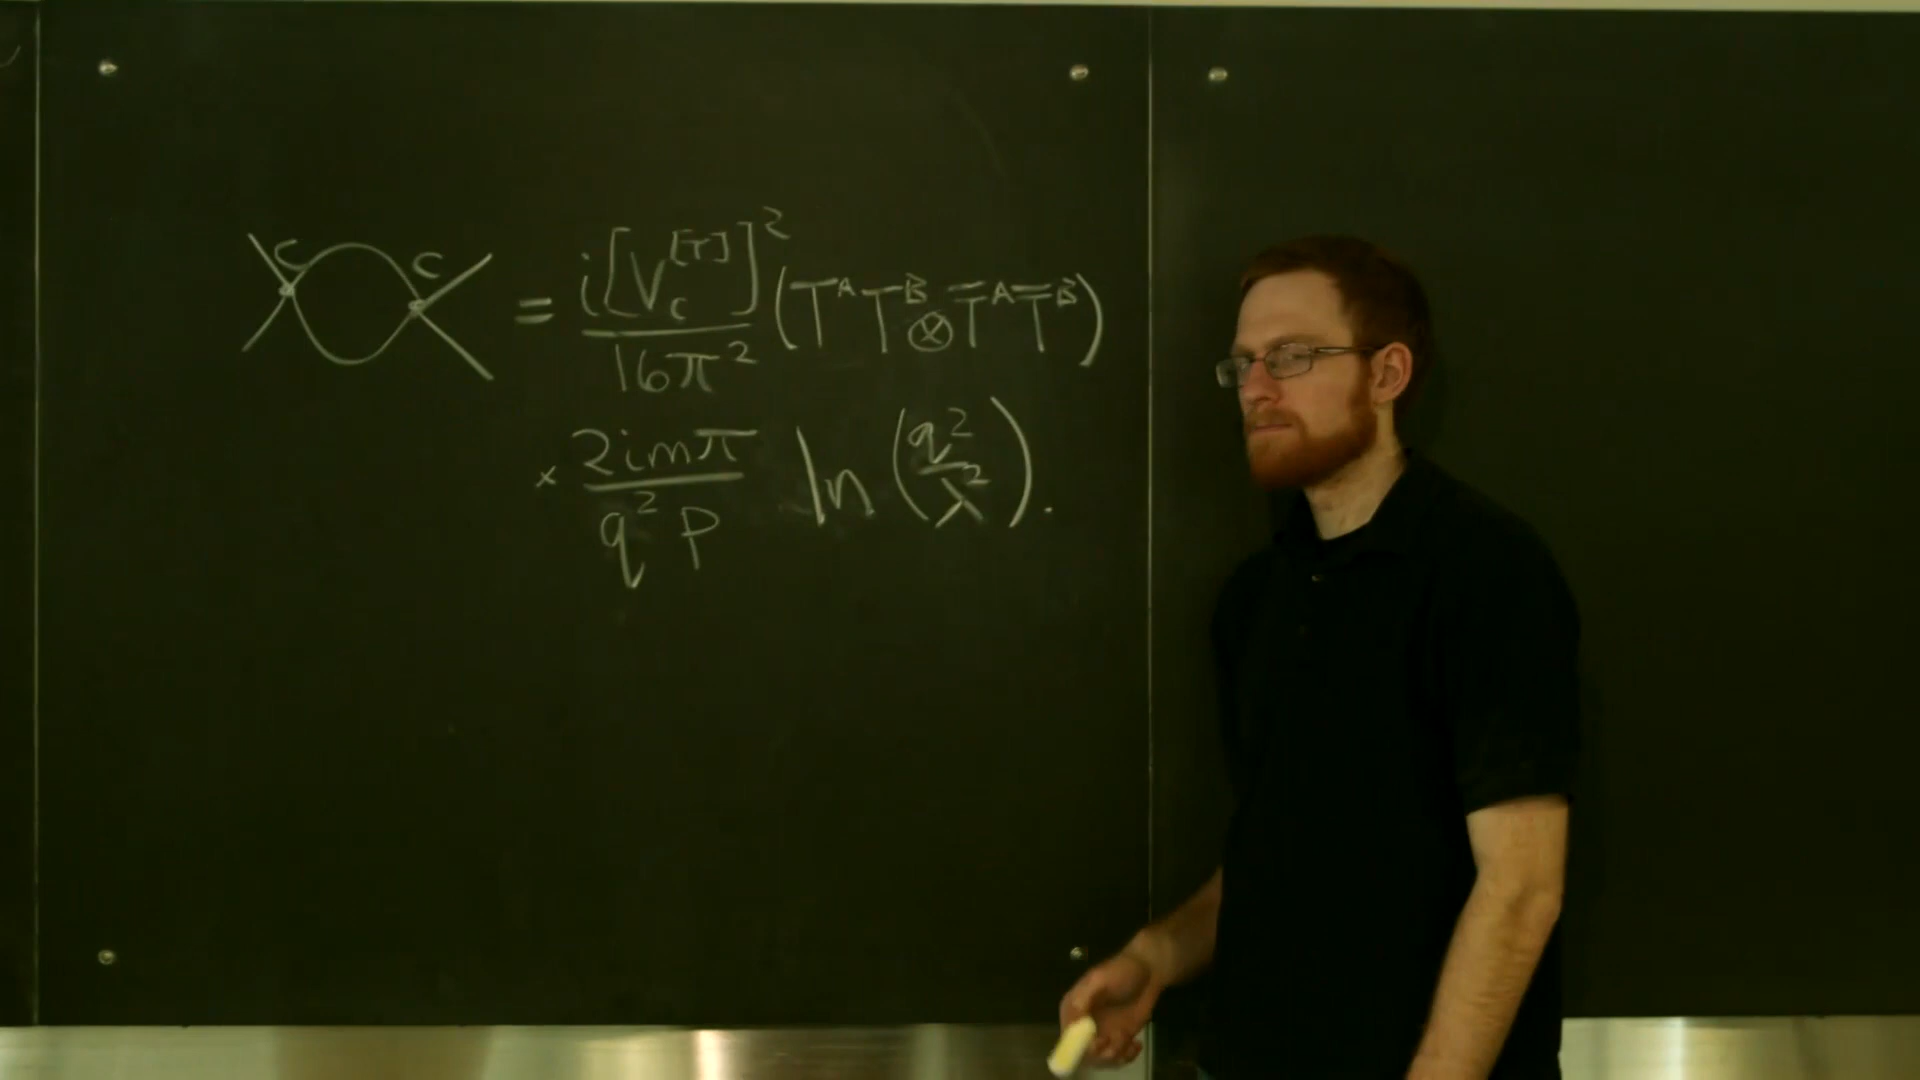 C C = i[V_c^[T]]^2 / 16π^2 (T^A T^B ⊗ T̄^A T̄^B)
× 2imπ / q^2 p ln(q^2 / λ^2).